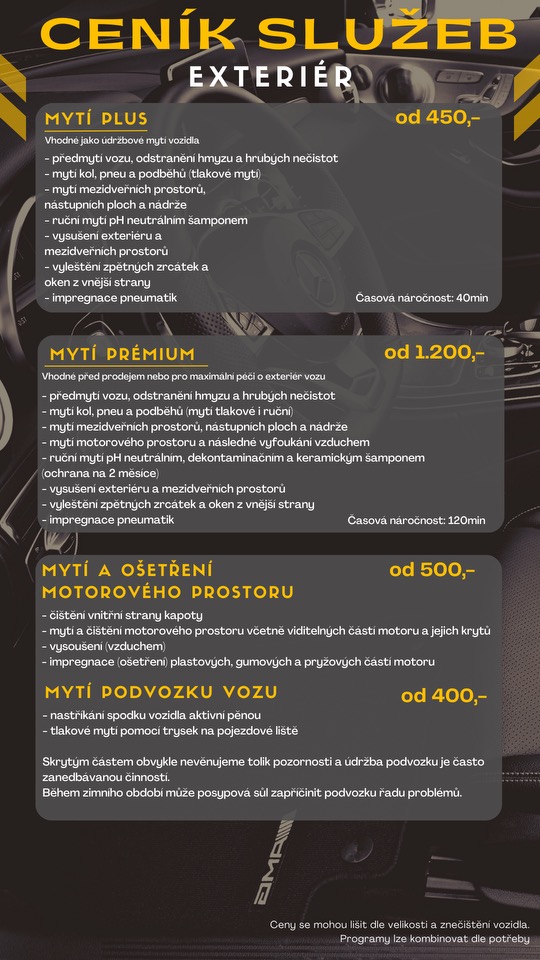 CENÍK SLUŽEB
EXTERIÉR
MYTÍ PLUS
od 450,-
Vhodné jako údržbové mytí vozidla
- předmytí vozu, odstranění hmyzu a hrubých nečistot
- mytí kol, pneu a podběhů (tlakové mytí)
- mytí mezidveřních prostorů,
nástupních ploch a nádrže
- ruční mytí pH neutrálním šamponem
- vysušení exteriéru a
mezidveřních prostorů
- vyleštění zpětných zrcátek a
oken z vnější strany
- impregnace pneumatik
Časová náročnost: 40min
MYTÍ PRÉMIUM
od 1.200,-
Vhodné před prodejem nebo pro maximální péči o exteriér vozu
- předmytí vozu, odstranění hmyzu a hrubých nečistot
- mytí kol, pneu a podběhů (mytí tlakové i ruční)
- mytí mezidveřních prostorů, nástupních ploch a nádrže
- mytí motorového prostoru a následné vyfoukání vzduchem
- ruční mytí pH neutrálním, dekontaminačním a keramickým šamponem
(ochrana na 2 měsíce)
- vysušení exteriéru a mezidveřních prostorů
- vyleštění zpětných zrcátek a oken z vnější strany
- impregnace pneumatik
Časová náročnost: 120min
MYTÍ A OŠETŘENÍ
MOTOROVÉHO PROSTORU
od 500,-
- čištění vnitřní strany kapoty
- mytí a čištění motorového prostoru včetně viditelných částí motoru a jejich krytů
- vysoušení (vzduchem)
- impregnace (ošetření) plastových, gumových a pryžových částí motoru
MYTÍ PODVOZKU VOZU
od 400,-
- nastříkání spodku vozidla aktivní pěnou
- tlakové mytí pomocí trysek na pojezdové liště
Skrytým částem obvykle nevěnujeme tolik pozornosti a údržba podvozku je často
zanedbávanou činností.
Během zimního období může posypová sůl zapříčinit podvozku řadu problémů.
AMG
Ceny se mohou lišit dle velikosti a znečištění vozidla.
Programy lze kombinovat dle potřeby